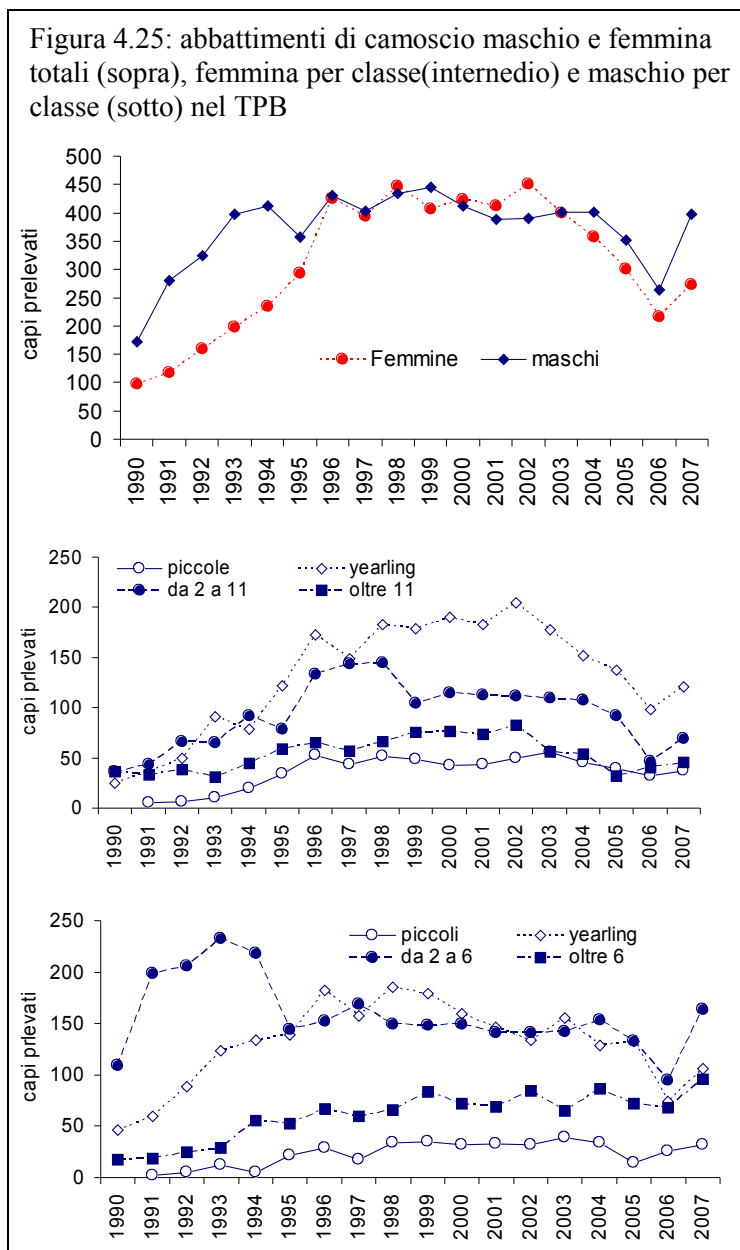 Figura 4.25: abbattimenti di camoscio maschio e femmina
totali (sopra), femmina per classe(internedio) e maschio per
classe (sotto) nel TPB
500
450
400
350
300
250
200
150
100
50
0
capi prelevati
Femmine maschi
1990 1991 1992 1993 1994 1995 1996 1997 1998 1999 2000 2001 2002 2003 2004 2005 2006 2007
250
200
150
100
50
0
capi prlevati
piccole yearling
da 2 a 11 oltre 11
1990 1991 1992 1993 1994 1995 1996 1997 1998 1999 2000 2001 2002 2003 2004 2005 2006 2007
250
200
150
100
50
0
capi prlevati
piccoli yearling
da 2 a 6 oltre 6
1990 1991 1992 1993 1994 1995 1996 1997 1998 1999 2000 2001 2002 2003 2004 2005 2006 2007